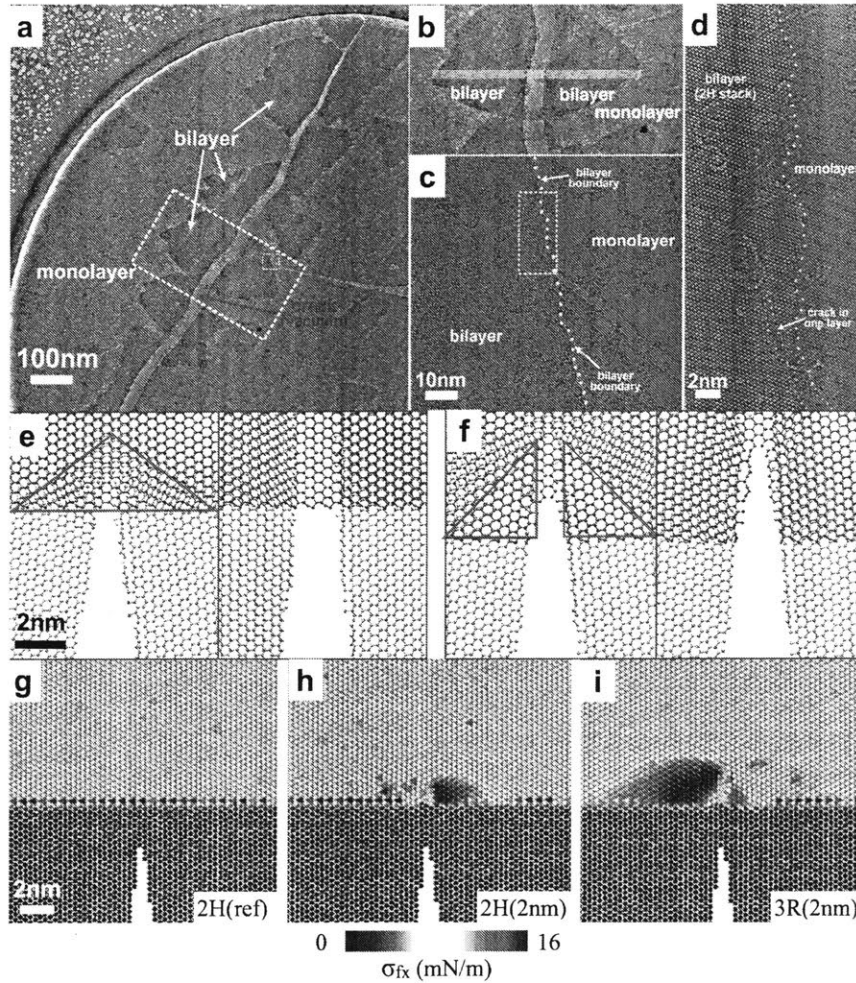 a
bilayer
monolayer
100nm
b
bilayer
bilayer
monolayer
c
bilayer
boundary
monolayer
bilayer
bilayer
boundary
10nm
d
bilayer
(2H stack)
monolayer
crack in
one layer
2nm
e
2nm
f
g
2nm
2H(ref)
h
2H(2nm)
i
3R(2nm)
0
16
σfx (mN/m)